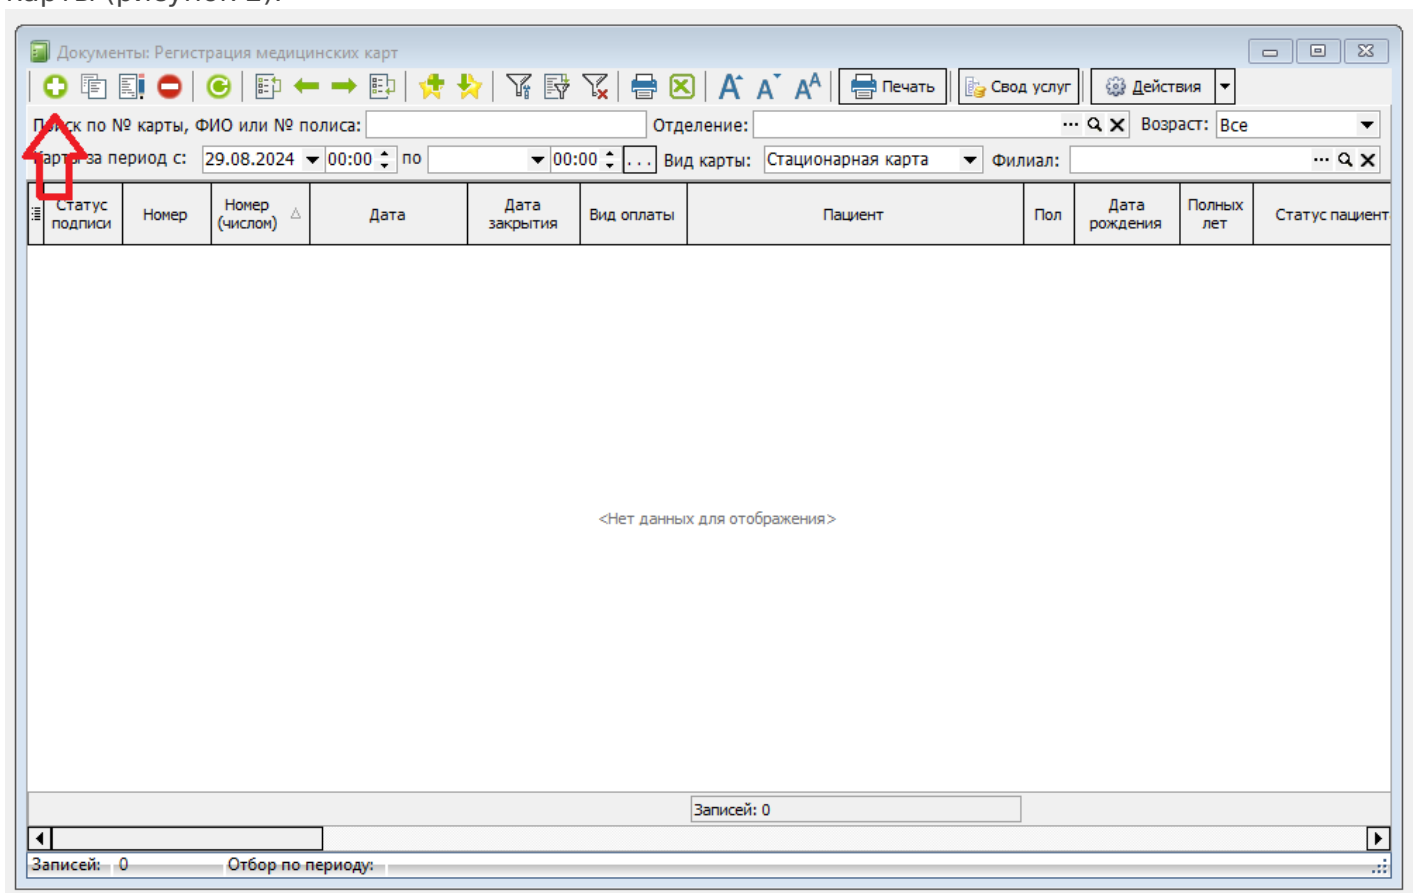 карты (рисунок 2).
Документы: Регистрация медицинских карт
Печать Свод услуг Действия
Поиск по № карты, ФИО или № полиса: Отделение: Возраст: Все
Карты за период с: 29.08.2024 00:00 по 00:00 ... Вид карты: Стационарная карта Филиал:
Статус подписи Номер Номер (числом) Дата Дата закрытия Вид оплаты Пациент Пол Дата рождения Полных лет Статус пациент
<Нет данных для отображения>
Записей: 0
Записей: 0 Отбор по периоду: